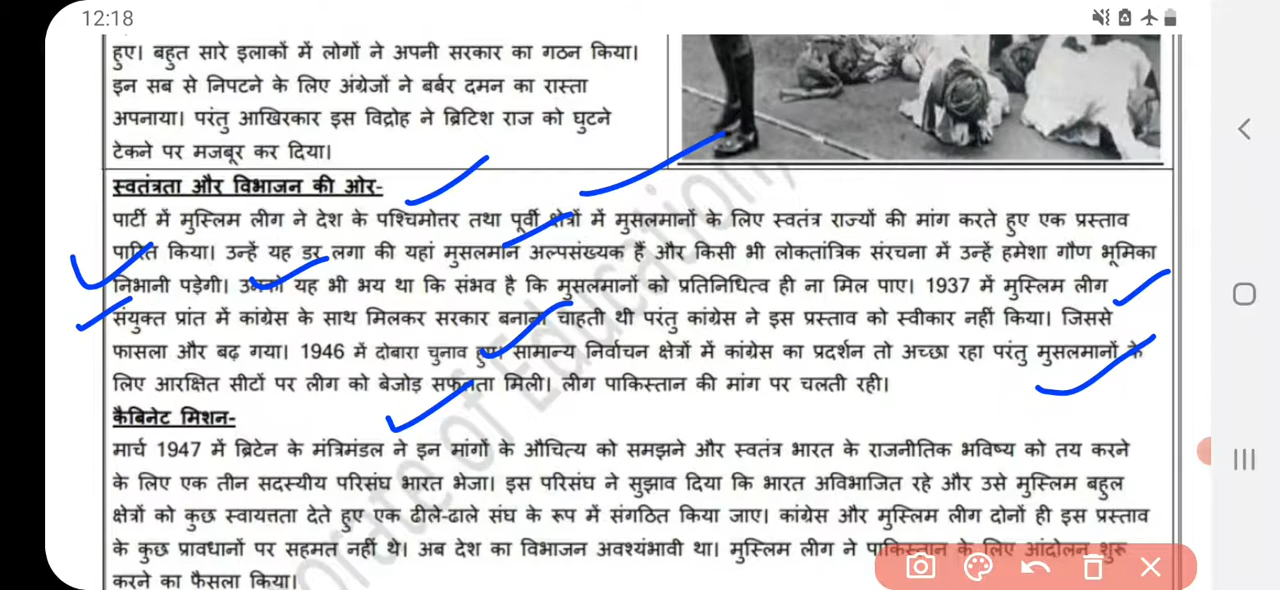 12:18
हुए। बहुत सारे इलाकों में लोगों ने अपनी सरकार का गठन किया।
इन सब से निपटने के लिए अंग्रेजों ने बर्बर दमन का रास्ता
अपनाया। परंतु आखिरकार इस विद्रोह ने ब्रिटिश राज को घुटने
टेकने पर मजबूर कर दिया।
स्वतंत्रता और विभाजन की ओर-
पार्टी में मुस्लिम लीग ने देश के पश्चिमोत्तर तथा पूर्वी क्षेत्रों में मुसलमानों के लिए स्वतंत्र राज्यों की मांग करते हुए एक प्रस्ताव
पारित किया। उन्हें यह डर लगा की यहां मुसलमान अल्पसंख्यक हैं और किसी भी लोकतांत्रिक संरचना में उन्हें हमेशा गौण भूमिका
निभानी पड़ेगी। उनको यह भी भय था कि संभव है कि मुसलमानों को प्रतिनिधित्व ही ना मिल पाए। 1937 में मुस्लिम लीग
संयुक्त प्रांत में कांग्रेस के साथ मिलकर सरकार बनाना चाहती थी परंतु कांग्रेस ने इस प्रस्ताव को स्वीकार नहीं किया। जिससे
फासला और बढ़ गया। 1946 में दोबारा चुनाव हुए। सामान्य निर्वाचन क्षेत्रों में कांग्रेस का प्रदर्शन तो अच्छा रहा परंतु मुसलमानों के
लिए आरक्षित सीटों पर लीग को बेजोड़ सफलता मिली। लीग पाकिस्तान की मांग पर चलती रही।
कैबिनेट मिशन-
मार्च 1947 में ब्रिटेन के मंत्रिमंडल ने इन मांगों के औचित्य को समझने और स्वतंत्र भारत के राजनीतिक भविष्य को तय करने
के लिए एक तीन सदस्यीय परिसंघ भारत भेजा। इस परिसंघ ने सुझाव दिया कि भारत अविभाजित रहे और उसे मुस्लिम बहुल
क्षेत्रों को कुछ स्वायत्तता देते हुए एक ढीले-ढाले संघ के रूप में संगठित किया जाए। कांग्रेस और मुस्लिम लीग दोनों ही इस प्रस्ताव
के कुछ प्रावधानों पर सहमत नहीं थे। अब देश का विभाजन अवश्यंभावी था। मुस्लिम लीग ने पाकिस्तान के लिए आंदोलन शुरू
करने का फैसला किया।
orate of Education,